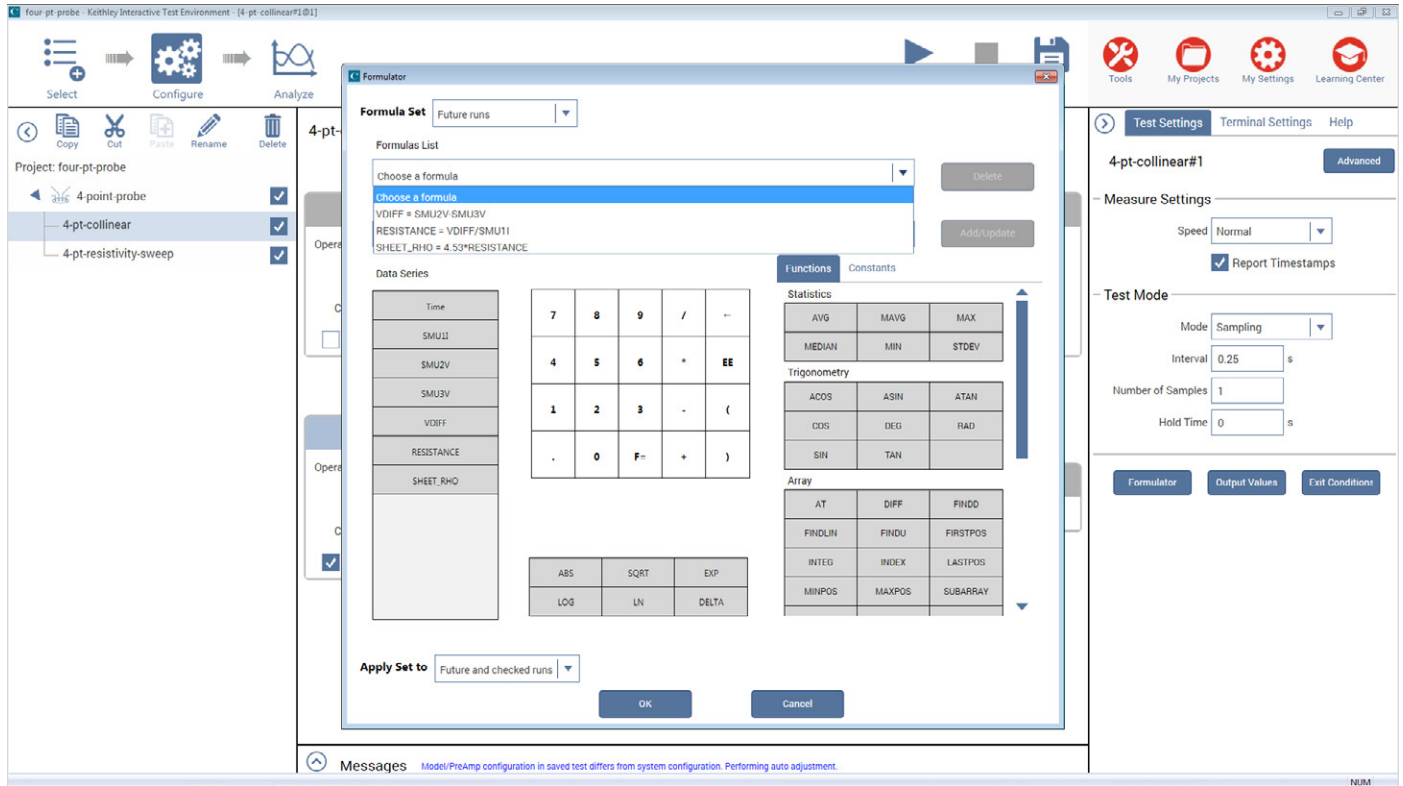 four-pt-probe - Keithley Interactive Test Environment - [4-pt-collinear#1@1]
Select
Configure
Analyze
Tools
My Projects
My Settings
Learning Center
Copy
Cut
Paste
Rename
Delete
Project: four-pt-probe
4-point-probe
4-pt-collinear
4-pt-resistivity-sweep
4-pt-
Opera
C
Opera
C
Formulator
Formula Set Future runs
Formulas List
Choose a formula
Delete
Choose a formula
VDIFF = SMU2V-SMU3V
RESISTANCE = VDIFF/SMU1I
SHEET_RHO = 4.53*RESISTANCE
Add/Update
Data Series
Time
SMU1I
SMU2V
SMU3V
VDIFF
RESISTANCE
SHEET_RHO
7 8 9 / ←
4 5 6 * EE
1 2 3 - (
. 0 F= + )
ABS SQRT EXP
LOG LN DELTA
Functions Constants
Statistics
AVG MAVG MAX
MEDIAN MIN STDEV
Trigonometry
ACOS ASIN ATAN
COS DEG RAD
SIN TAN
Array
AT DIFF FINDD
FINDLIN FINDU FIRSTPOS
INTEG INDEX LASTPOS
MINPOS MAXPOS SUBARRAY
Apply Set to Future and checked runs
OK
Cancel
Test Settings Terminal Settings Help
4-pt-collinear#1
Advanced
Measure Settings
Speed Normal
Report Timestamps
Test Mode
Mode Sampling
Interval 0.25 s
Number of Samples 1
Hold Time 0 s
Formulator
Output Values
Exit Conditions
Messages Model/PreAmp configuration in saved test differs from system configuration. Performing auto adjustment.
NUM